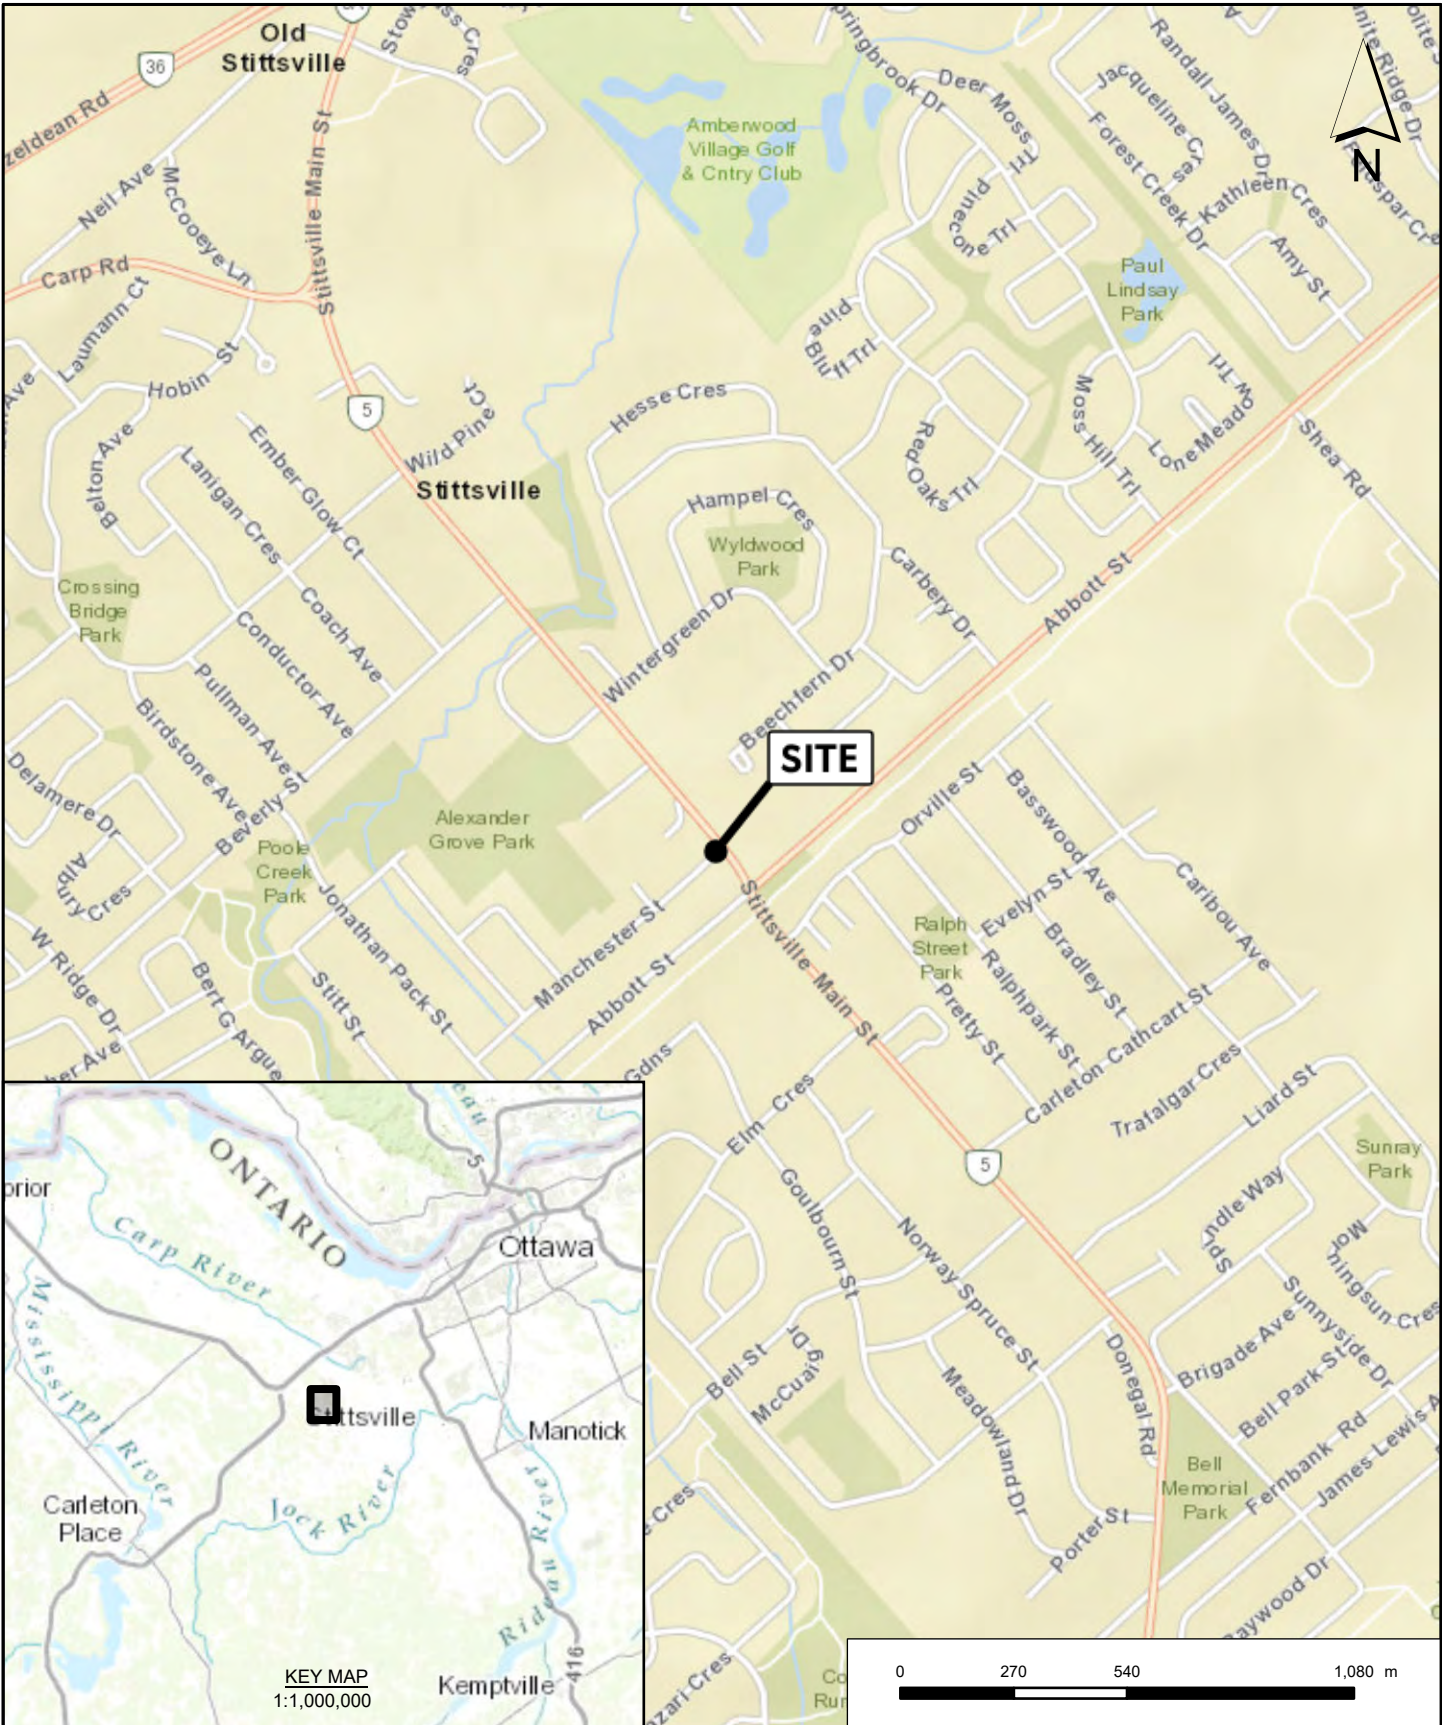 Old
Stittsville
36
Hazeldean Rd
Neil Ave
McCooeye Ln
Stittsville Main St
Carp Rd
Laumann Ct
Hobin St
Belton Ave
Lanigan Cres
Ember Glow Ct
5
Wild Pine Ct
Stittsville
Amberwood
Village Golf
& Cntry Club
Springbrook Dr
Deer Moss Trl
Pinecone Trl
Jacqueline Cres
Randall James Dr
Forest Creek Dr
Kathleen Cres
Amy St
N
Paul
Lindsay
Park
Pine Bluff Trl
Hesse Cres
Hampel Cres
Wyldwood
Park
Red Oaks Trl
Moss Hill Trl
Lone Meadow Trl
Shea Rd
Carbery Dr
Abbott St
Wintergreen Dr
Beechfern Dr
Crossing
Bridge
Park
Coach Ave
Conductor Ave
Pullman Ave
Birdstone Ave
Beverly St
Delamere Dr
Albury Cres
W Ridge Dr
Poole
Creek
Park
Alexander
Grove Park
SITE
Jonathan Pack St
Stitt St
Bert G Argue
Manchester St
Abbott St
Stittsville Main St
Orville St
Basswood Ave
Evelyn St
Caribou Ave
Ralph
Street
Park
Bradley St
Ralphpark St
Pretty St
Carleton Cathcart St
Trafalgar Cres
Liard St
Sunray
Park
5
Gdns
Elm Cres
Goulbourn St
Norway Spruce St
Spindle Way
Morningsun Cres
Sunnyside Dr
Brigade Ave
Bell Park St
Donegal Rd
Bell St
McCuaig Dr
Meadowland Dr
Porter St
Bell
Memorial
Park
Fernbank Rd
James Lewis A
ONTARIO
Carp River
Mississippi River
5
Ottawa
Stittsville
Manotick
Jock River
Carleton
Place
Kemptville
416
KEY MAP
1:1,000,000
0 270 540 1,080 m